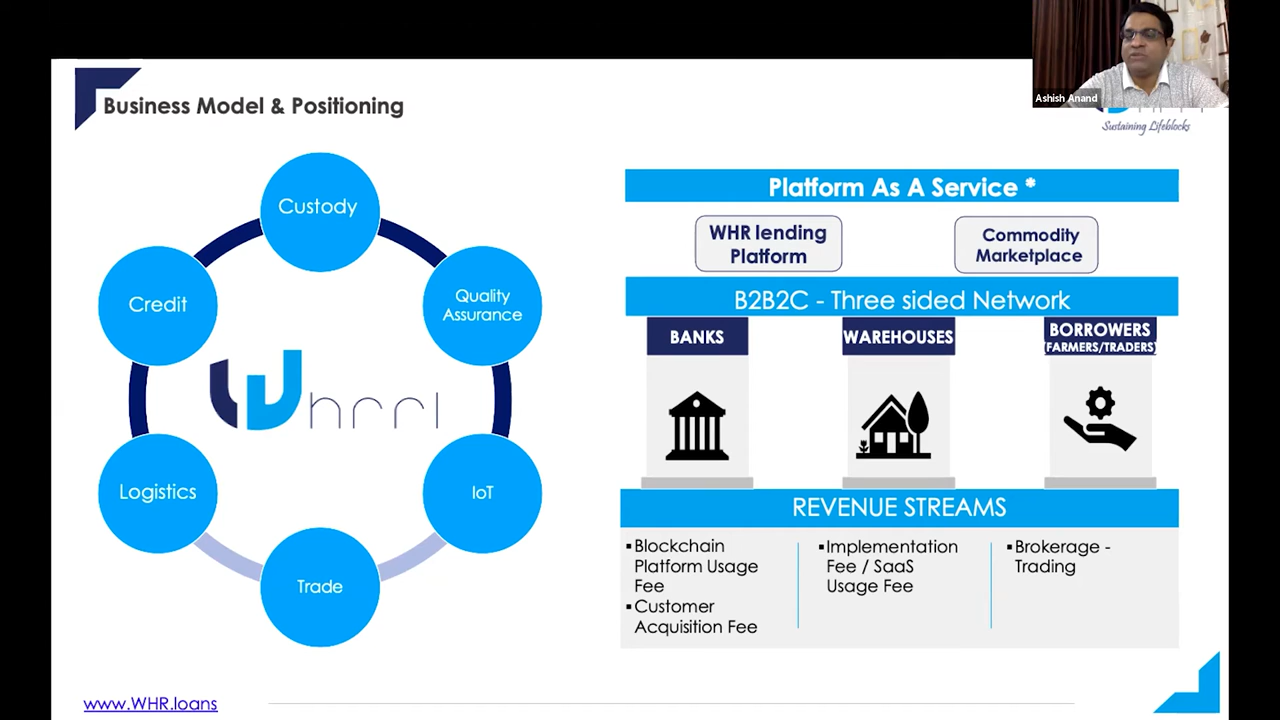 Ashish Anand
Business Model & Positioning
Sustaining Lifeblocks
Custody
Credit
Quality
Assurance
Whrrl
Logistics
IoT
Trade
Platform As A Service *
WHR lending
Platform
Commodity
Marketplace
B2B2C - Three sided Network
BANKS
WAREHOUSES
BORROWERS
(FARMERS/TRADERS)
REVENUE STREAMS
▪Blockchain
Platform Usage
Fee
▪Customer
Acquisition Fee
▪Implementation
Fee / SaaS
Usage Fee
▪Brokerage -
Trading
www.WHR.loans